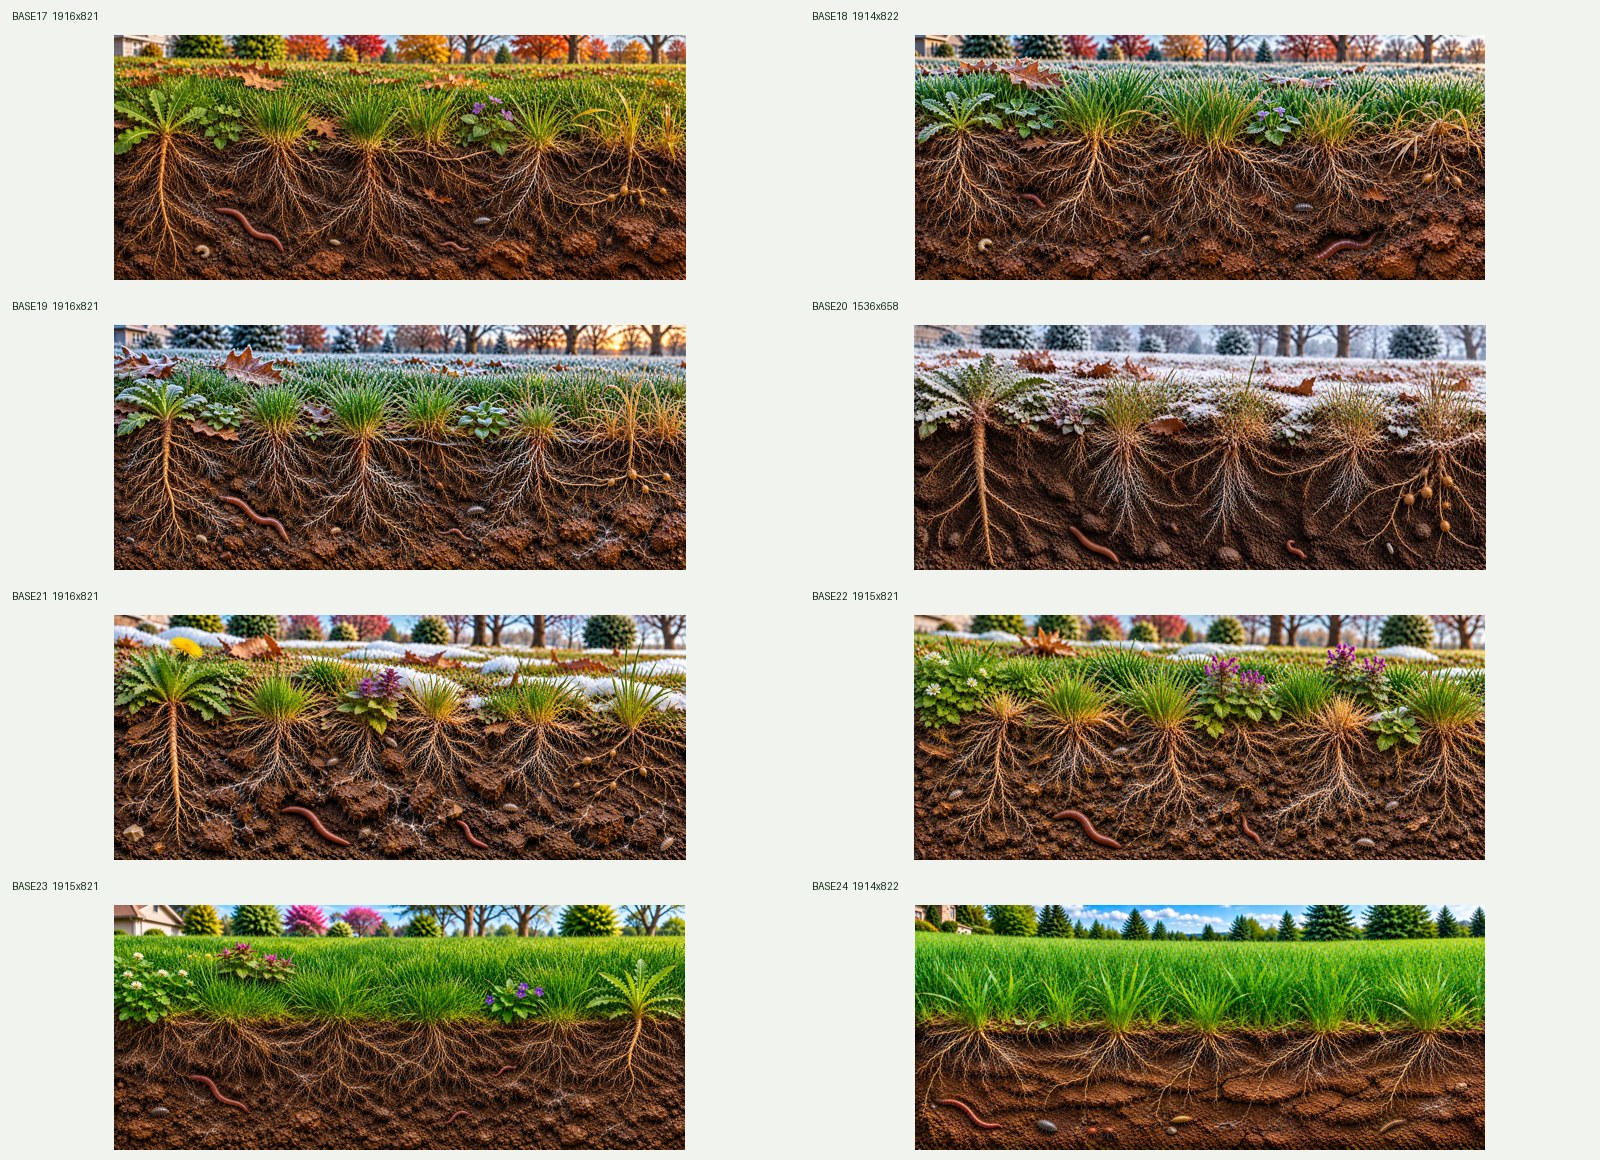 BASE17 1916x821
BASE18 1914x822
BASE19 1916x821
BASE20 1536x658
BASE21 1916x821
BASE22 1915x821
BASE23 1915x821
BASE24 1914x822